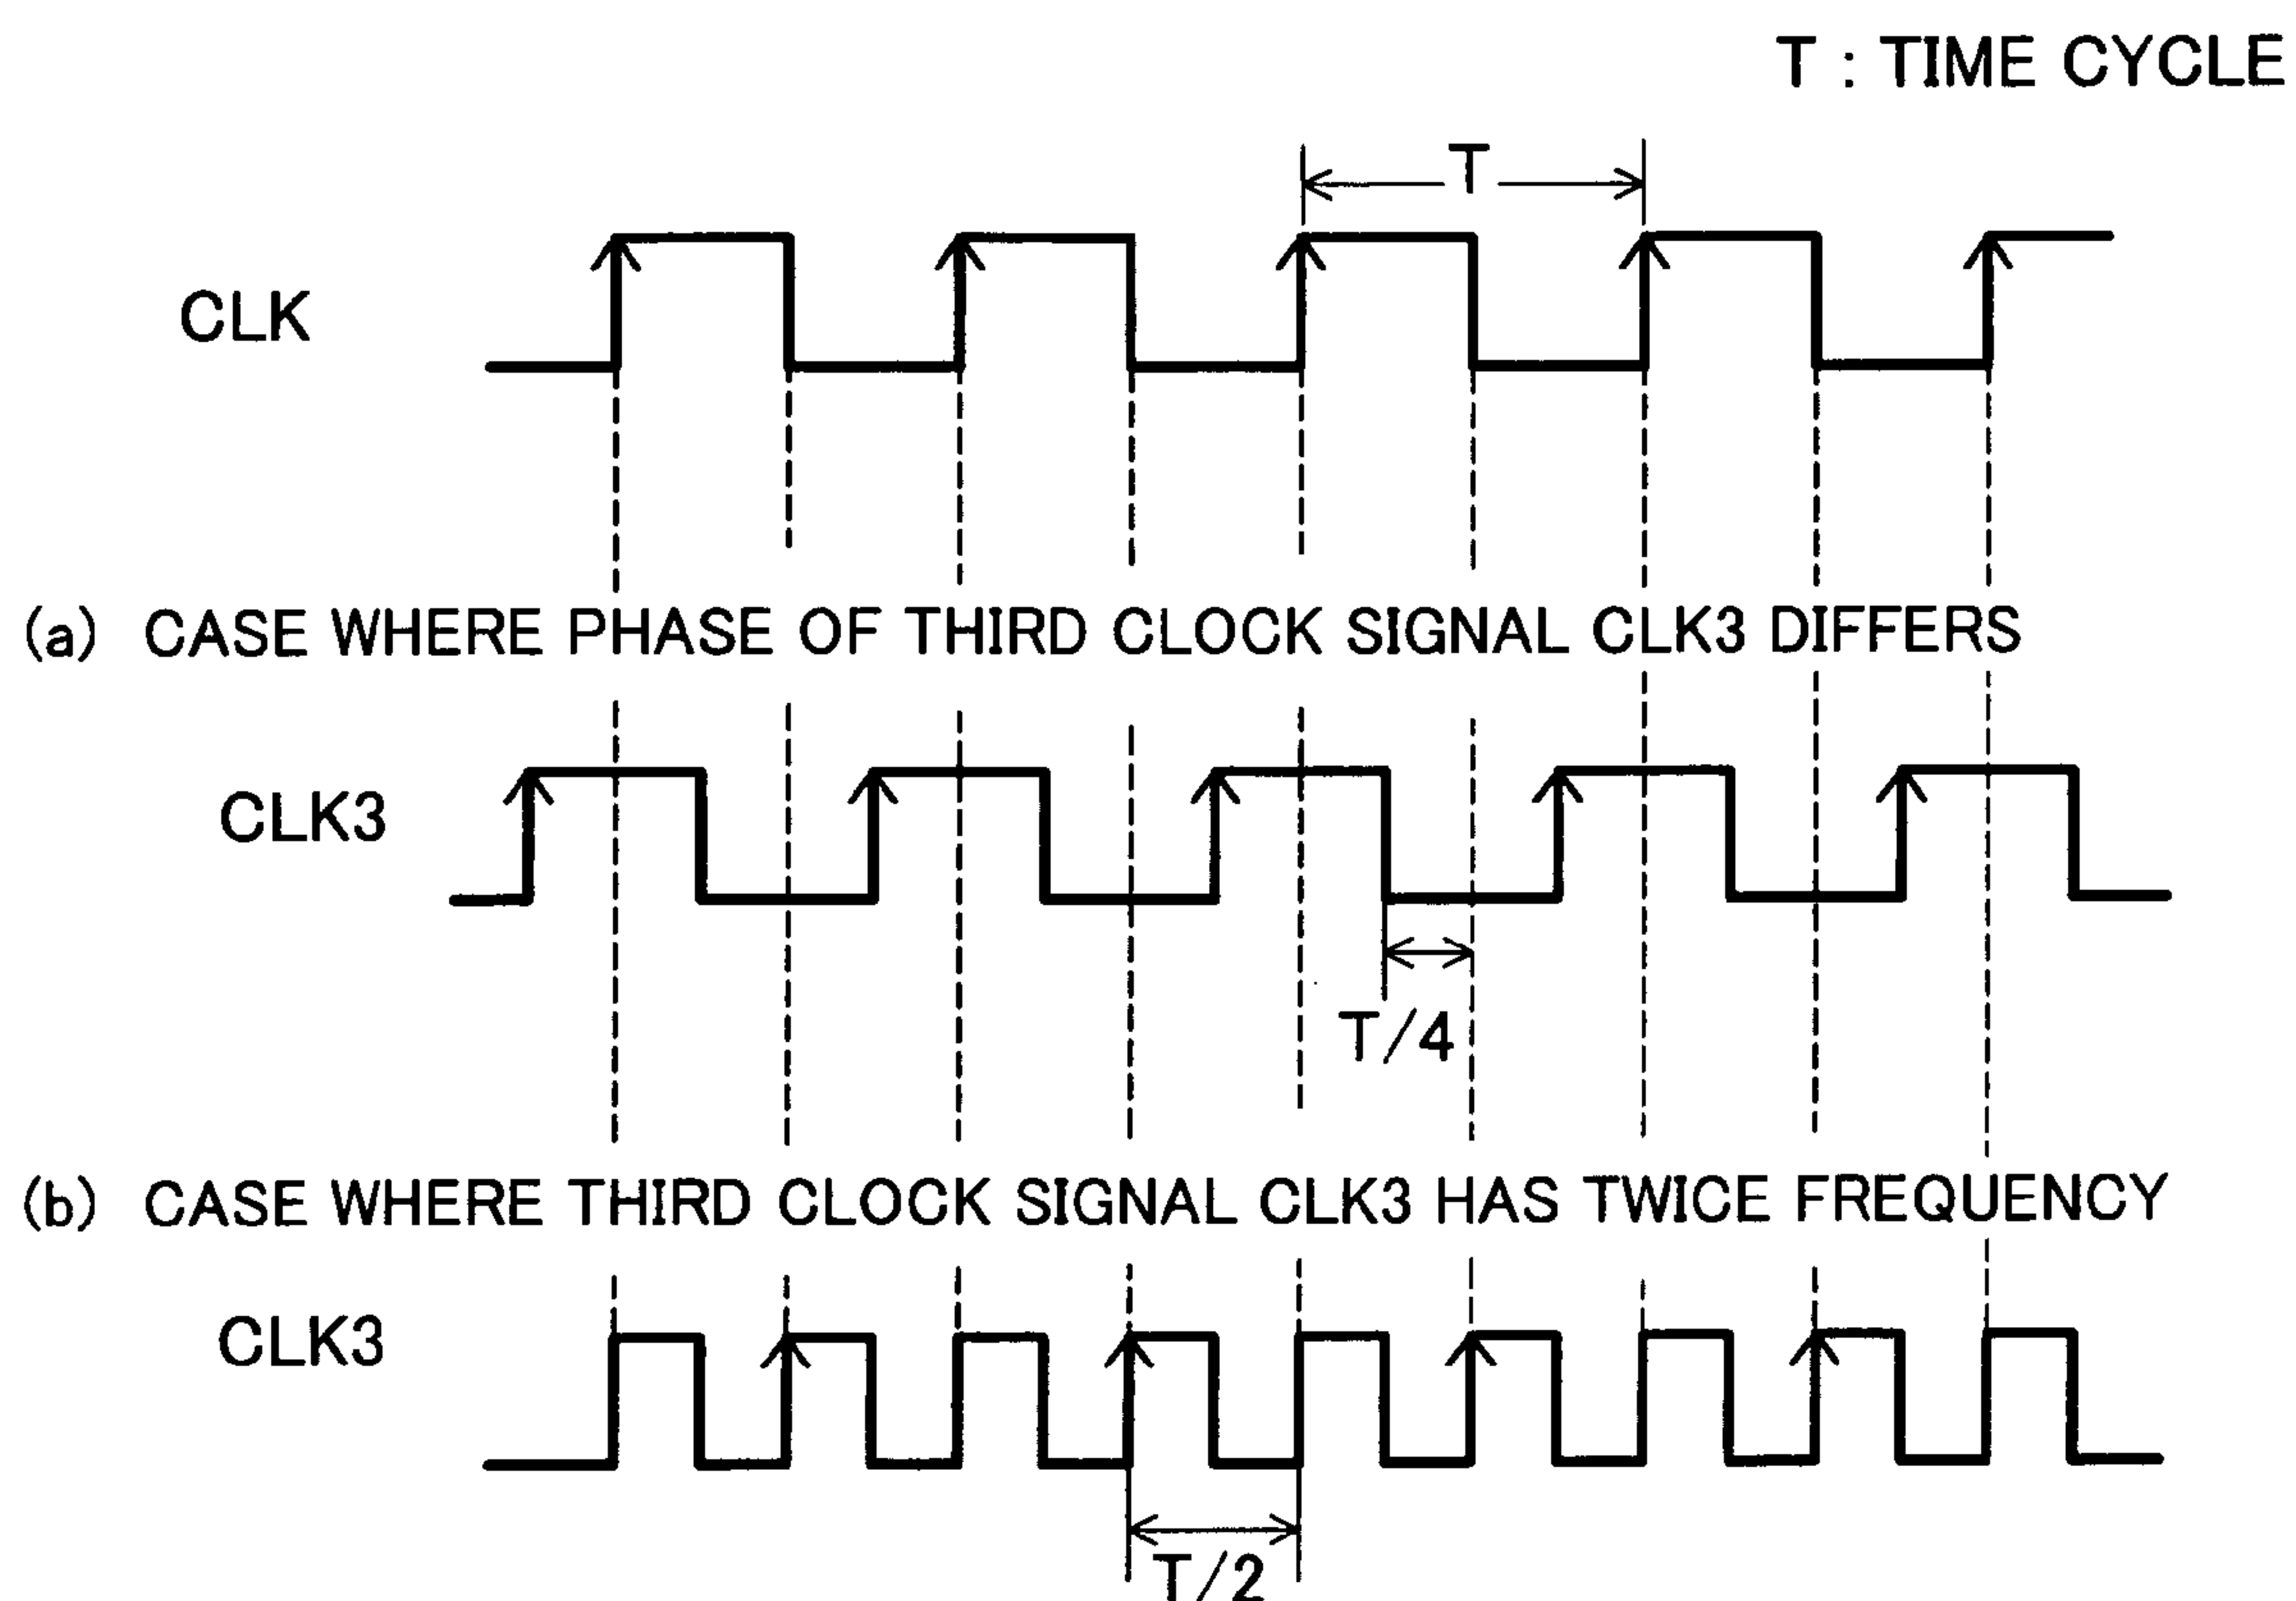 T : TIME CYCLE
T
CLK
(a) CASE WHERE PHASE OF THIRD CLOCK SIGNAL CLK3 DIFFERS
CLK3
T/4
(b) CASE WHERE THIRD CLOCK SIGNAL CLK3 HAS TWICE FREQUENCY
CLK3
T/2